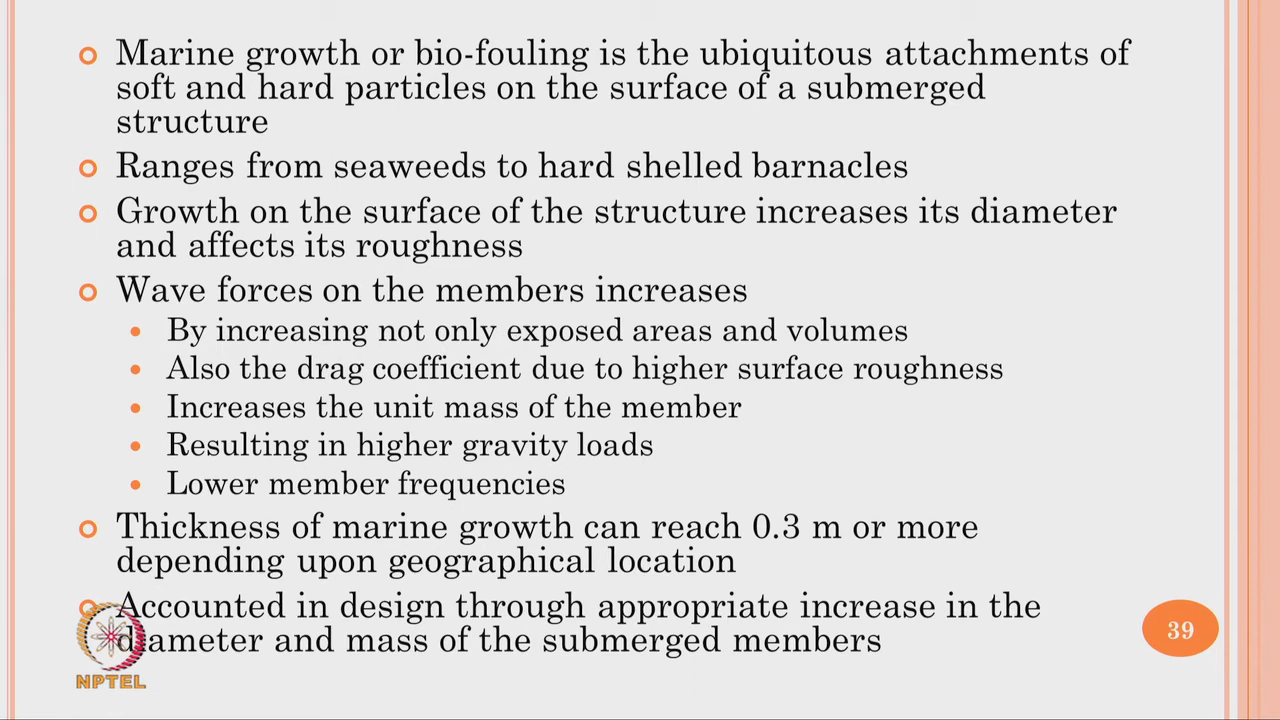 Marine growth or bio-fouling is the ubiquitous attachments of
soft and hard particles on the surface of a submerged
structure
Ranges from seaweeds to hard shelled barnacles
Growth on the surface of the structure increases its diameter
and affects its roughness
Wave forces on the members increases
By increasing not only exposed areas and volumes
Also the drag coefficient due to higher surface roughness
Increases the unit mass of the member
Resulting in higher gravity loads
Lower member frequencies
Thickness of marine growth can reach 0.3 m or more
depending upon geographical location
Accounted in design through appropriate increase in the
diameter and mass of the submerged members
39
NPTEL